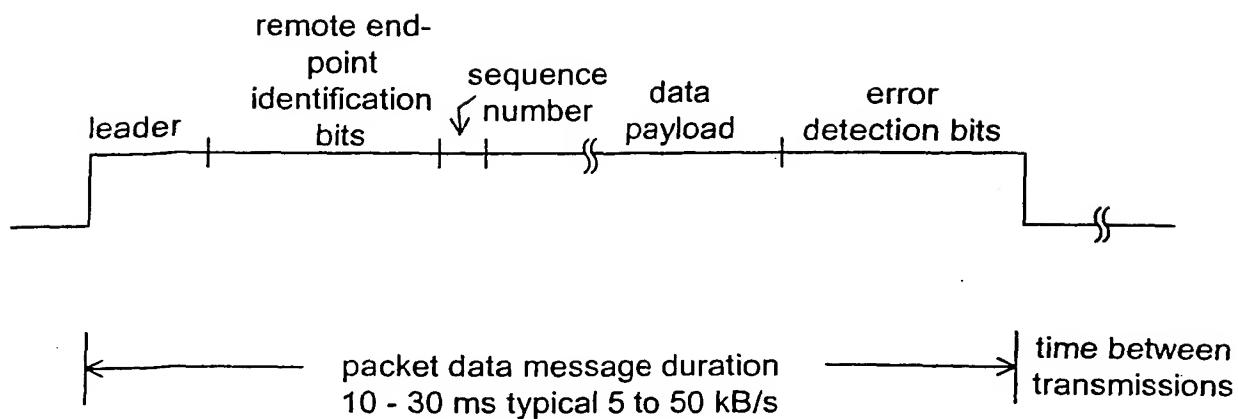 leader
remote end-
point
identification
bits
sequence
number
data
payload
error
detection bits
packet data message duration
10 - 30 ms typical 5 to 50 kB/s
time between
transmissions